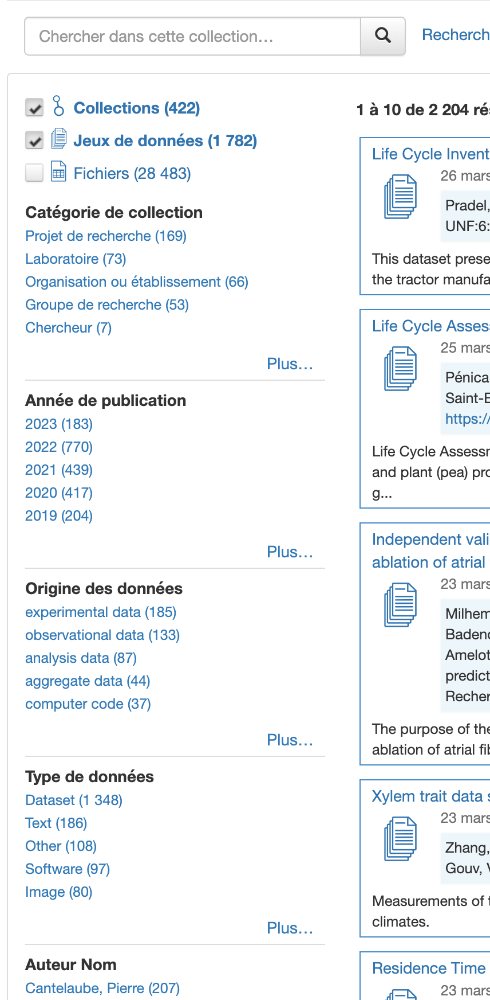 Chercher dans cette collection…
Collections (422)
Jeux de données (1 782)
Fichiers (28 483)
Catégorie de collection
Projet de recherche (169)
Laboratoire (73)
Organisation ou établissement (66)
Groupe de recherche (53)
Chercheur (7)
Plus…
Année de publication
2023 (183)
2022 (770)
2021 (439)
2020 (417)
2019 (204)
Plus…
Origine des données
experimental data (185)
observational data (133)
analysis data (87)
aggregate data (44)
computer code (37)
Plus…
Type de données
Dataset (1 348)
Text (186)
Other (108)
Software (97)
Image (80)
Plus…
Auteur Nom
Cantelaube, Pierre (207)
Recherch
1 à 10 de 2 204 ré
Life Cycle Invent
26 mars
Pradel,
UNF:6:
This dataset prese
the tractor manufa
Life Cycle Asses
25 mars
Pénica
Saint-E
https://
Life Cycle Assessr
and plant (pea) pro
g...
Independent vali
ablation of atrial
23 mars
Milhem
Badeno
Amelot
predict
Recher
The purpose of the
ablation of atrial fib
Xylem trait data s
23 mars
Zhang,
Gouv, V
Measurements of t
climates.
Residence Time
23 mars